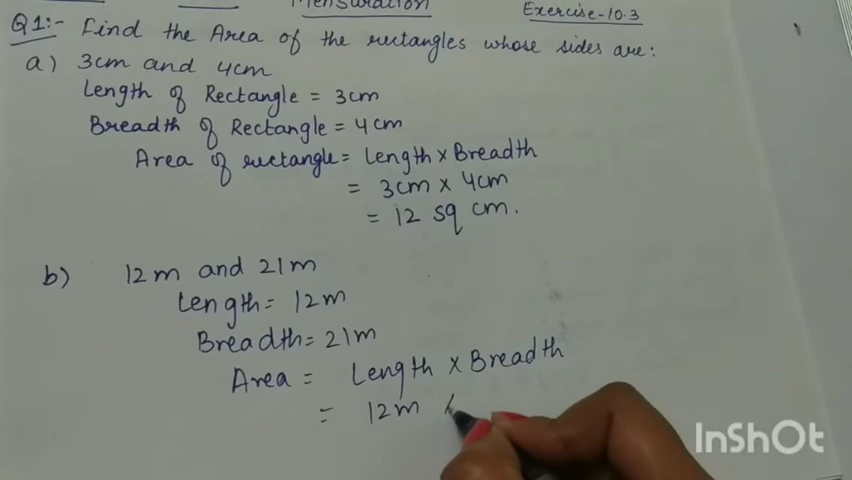 Mensuration
Exercise-10.3
Q1:- Find the Area of the rectangles whose sides are:
a) 3cm and 4cm
Length of Rectangle = 3cm
Breadth of Rectangle = 4cm
Area of rectangle = Length × Breadth
= 3cm × 4cm
= 12 sq cm.
b) 12m and 21m
Length = 12m
Breadth = 21m
Area = Length × Breadth
= 12m
InShOt